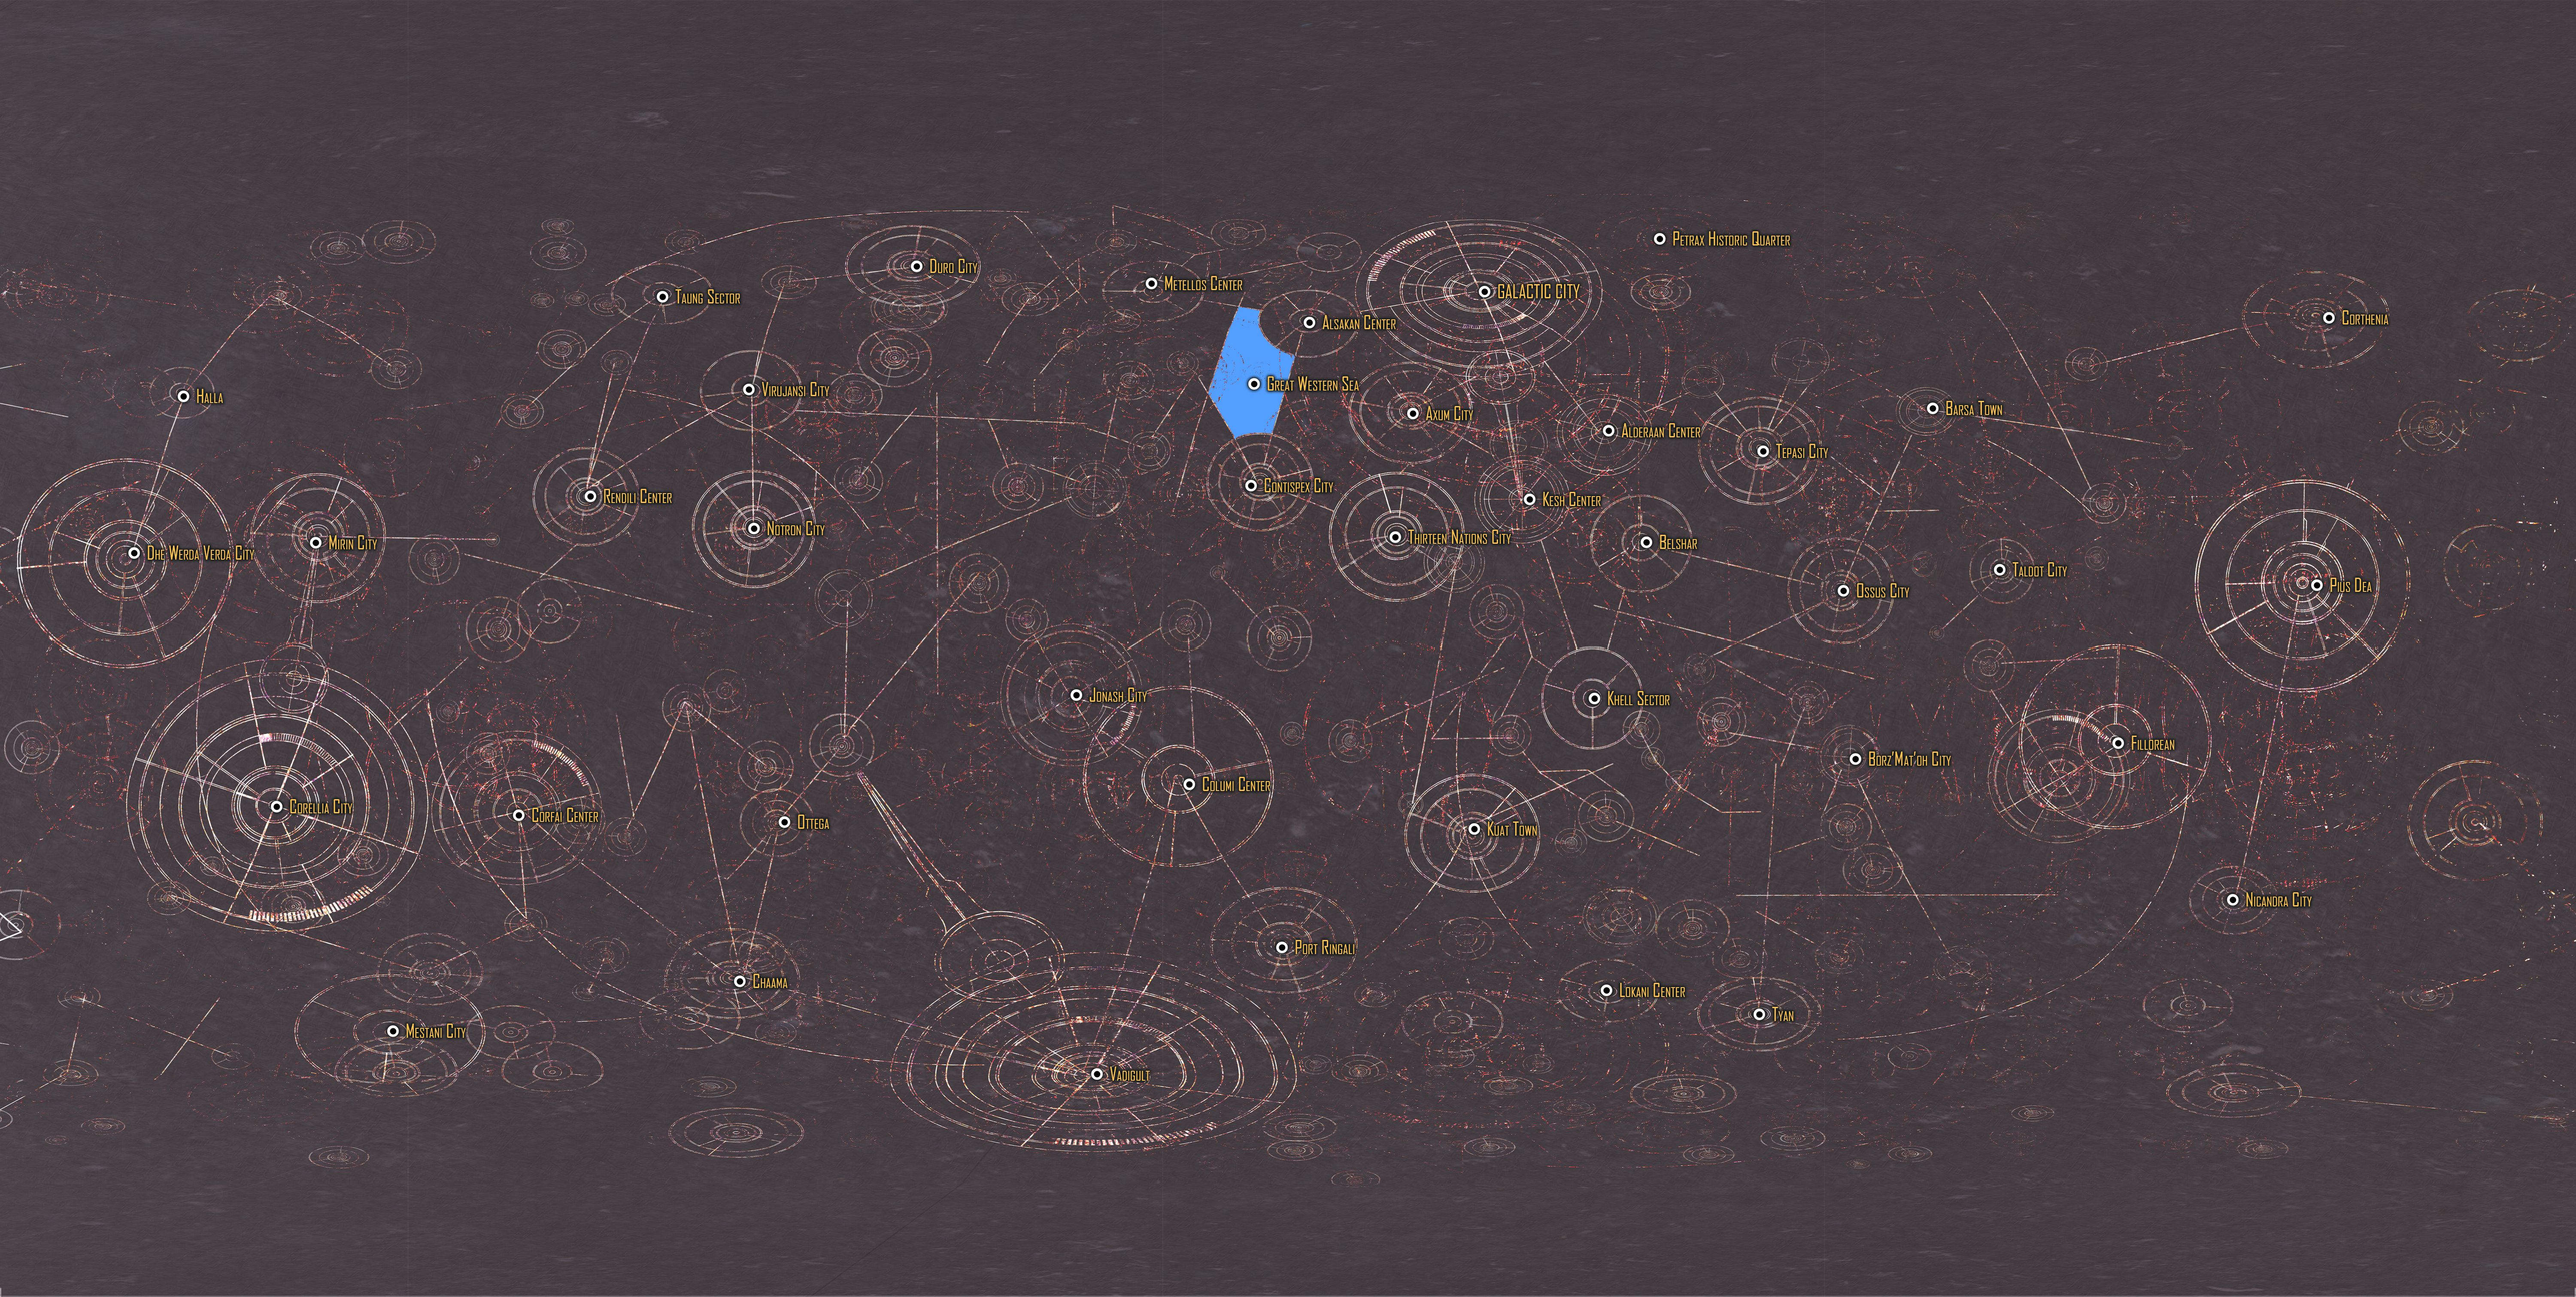 Petrax Historic Quarter
Duro City
Metellos Center
GALACTIC CITY
Taung Sector
Corthenia
Alsakan Center
Great Western Sea
Virujansi City
Halla
Barsa Town
Axum City
Alderaan Center
Tepasi City
Contispex City
Rendili Center
Kesh Center
Notron City
Thirteen Nations City
Mirin City
Belshar
Dhe Werda Verda City
Taldot City
Pius Dea
Ossus City
Jonash City
Khell Sector
Fillorean
Borz'Mat'oh City
Columi Center
Corellia City
Corfai Center
Ottega
Kuat Town
Nicandra City
Port Ringali
Chaama
Lokani Center
Tyan
Mestani City
Vadigult